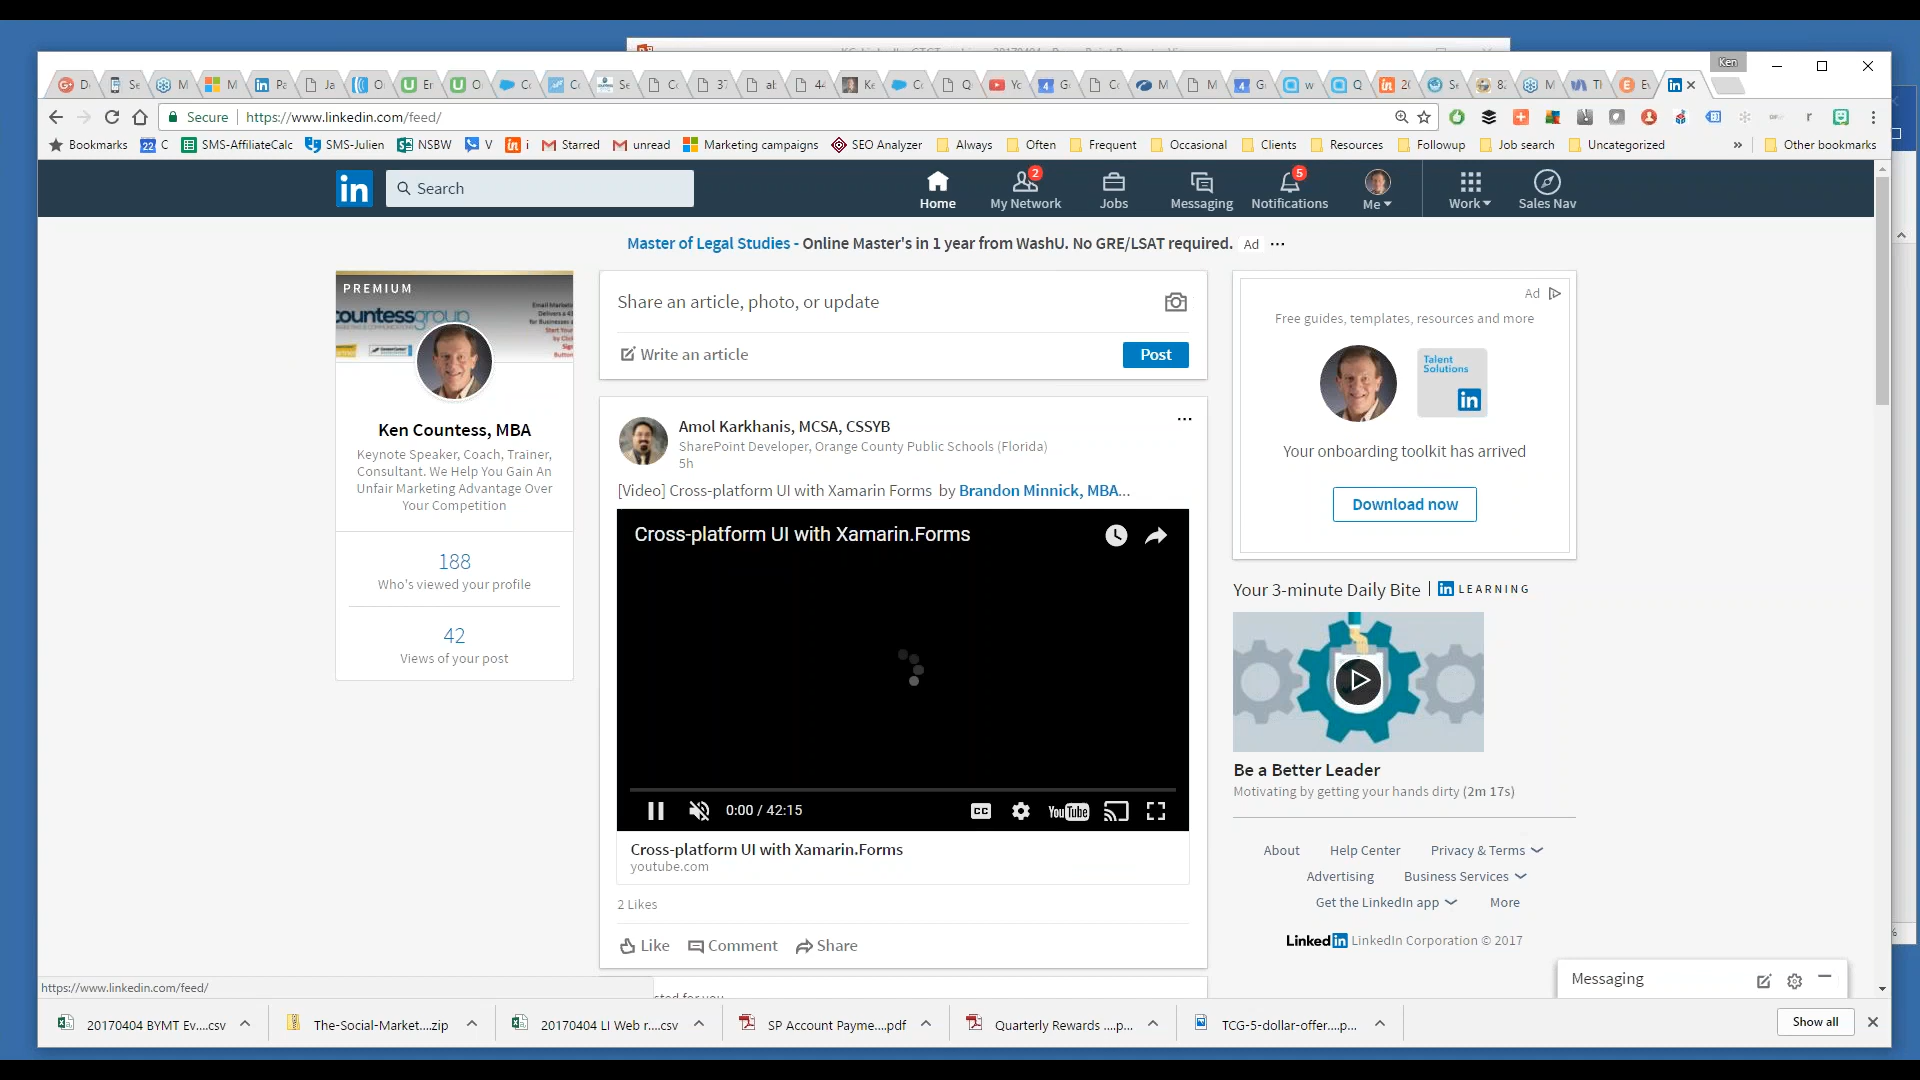 Ken
Secure
https://www.linkedin.com/feed/
Bookmarks
22 C
SMS-AffiliateCalc
SMS-Julien
NSBW
V
i
Starred
unread
Marketing campaigns
SEO Analyzer
Always
Often
Frequent
Occasional
Clients
Resources
Followup
Job search
Uncategorized
»
Other bookmarks
in
Search
Home
2
My Network
Jobs
Messaging
5
Notifications
Me
Work
Sales Nav
Master of Legal Studies - Online Master's in 1 year from WashU. No GRE/LSAT required. Ad ...
PREMIUM
countessgroup
Ken Countess, MBA
Keynote Speaker, Coach, Trainer,
Consultant. We Help You Gain An
Unfair Marketing Advantage Over
Your Competition
188
Who's viewed your profile
42
Views of your post
Share an article, photo, or update
Write an article
Post
Amol Karkhanis, MCSA, CSSYB
SharePoint Developer, Orange County Public Schools (Florida)
5h
[Video] Cross-platform UI with Xamarin Forms by Brandon Minnick, MBA...
Cross-platform UI with Xamarin.Forms
0:00 / 42:15
CC
YouTube
Cross-platform UI with Xamarin.Forms
youtube.com
2 Likes
Like
Comment
Share
Ad
Free guides, templates, resources and more
Talent
Solutions
in
Your onboarding toolkit has arrived
Download now
Your 3-minute Daily Bite | in LEARNING
Be a Better Leader
Motivating by getting your hands dirty (2m 17s)
About
Help Center
Privacy & Terms
Advertising
Business Services
Get the LinkedIn app
More
LinkedIn LinkedIn Corporation © 2017
Messaging
https://www.linkedin.com/feed/
20170404 BYMT Ev....csv
The-Social-Market....zip
20170404 LI Web r....csv
SP Account Payme....pdf
Quarterly Rewards ....p...
TCG-5-dollar-offer....p...
Show all